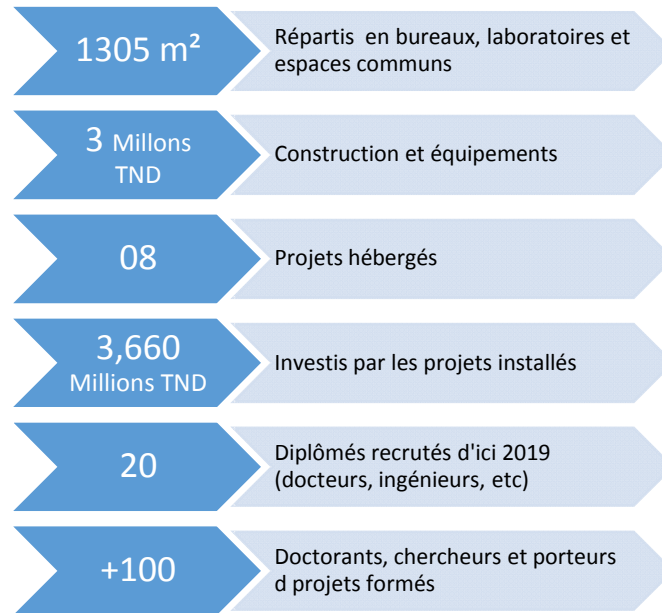 1305 m²
Répartis en bureaux, laboratoires et
espaces communs
3 Millons
TND
Construction et équipements
08
Projets hébergés
3,660
Millions TND
Investis par les projets installés
20
Diplômés recrutés d'ici 2019
(docteurs, ingénieurs, etc)
+100
Doctorants, chercheurs et porteurs
d projets formés